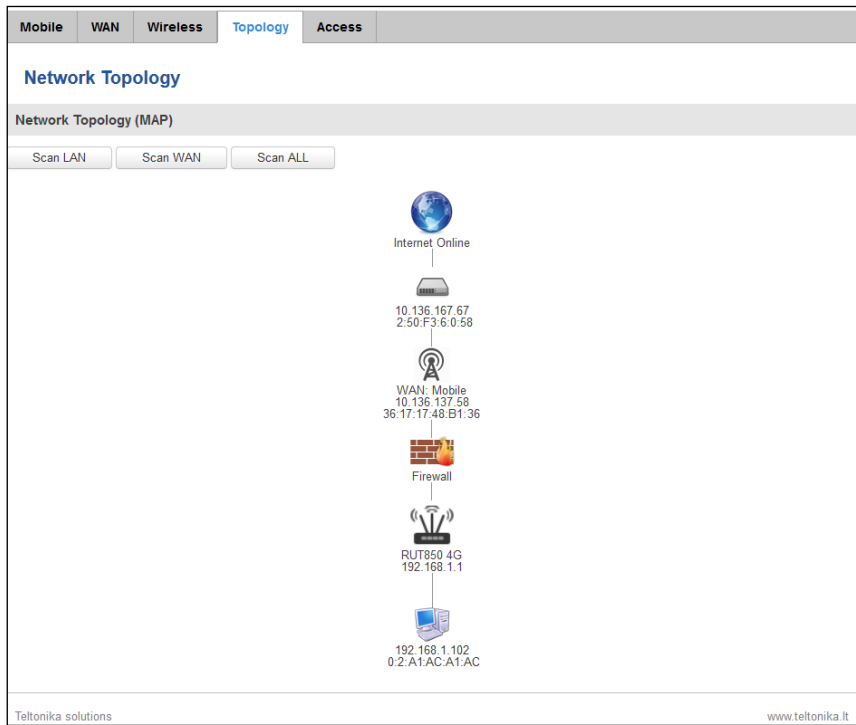 Mobile WAN Wireless Topology Access
Network Topology
Network Topology (MAP)
Scan LAN Scan WAN Scan ALL
Internet Online
10.136.167.67
2:50:F3:6:0:58
WAN: Mobile
10.136.137.58
36:17:17:48:B1:36
Firewall
RUT850 4G
192.168.1.1
192.168.1.102
0:2:A1:AC:A1:AC
Teltonika solutions www.teltonika.lt